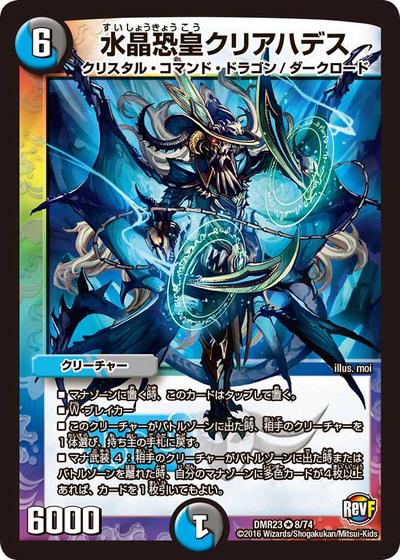 6
すいしょうきょうこう
水晶恐皇クリアハデス
クリスタル・コマンド・ドラゴン / ダークロード
illus. moi
クリーチャー
■マナゾーンに置く時、このカードはタップして置く。
■W・ブレイカー
■このクリーチャーがバトルゾーンに出た時、相手のクリーチャーを
1体選び、持ち主の手札に戻す。
■マナ武装 4：相手のクリーチャーがバトルゾーンに出た時または
バトルゾーンを離れた時、自分のマナゾーンに多色カードが4枚以上
あれば、カードを1枚引いてもよい。
6000
1
RevF
DMR23 ✪ 8/74
©2016 Wizards/Shogakukan/Mitsui-Kids